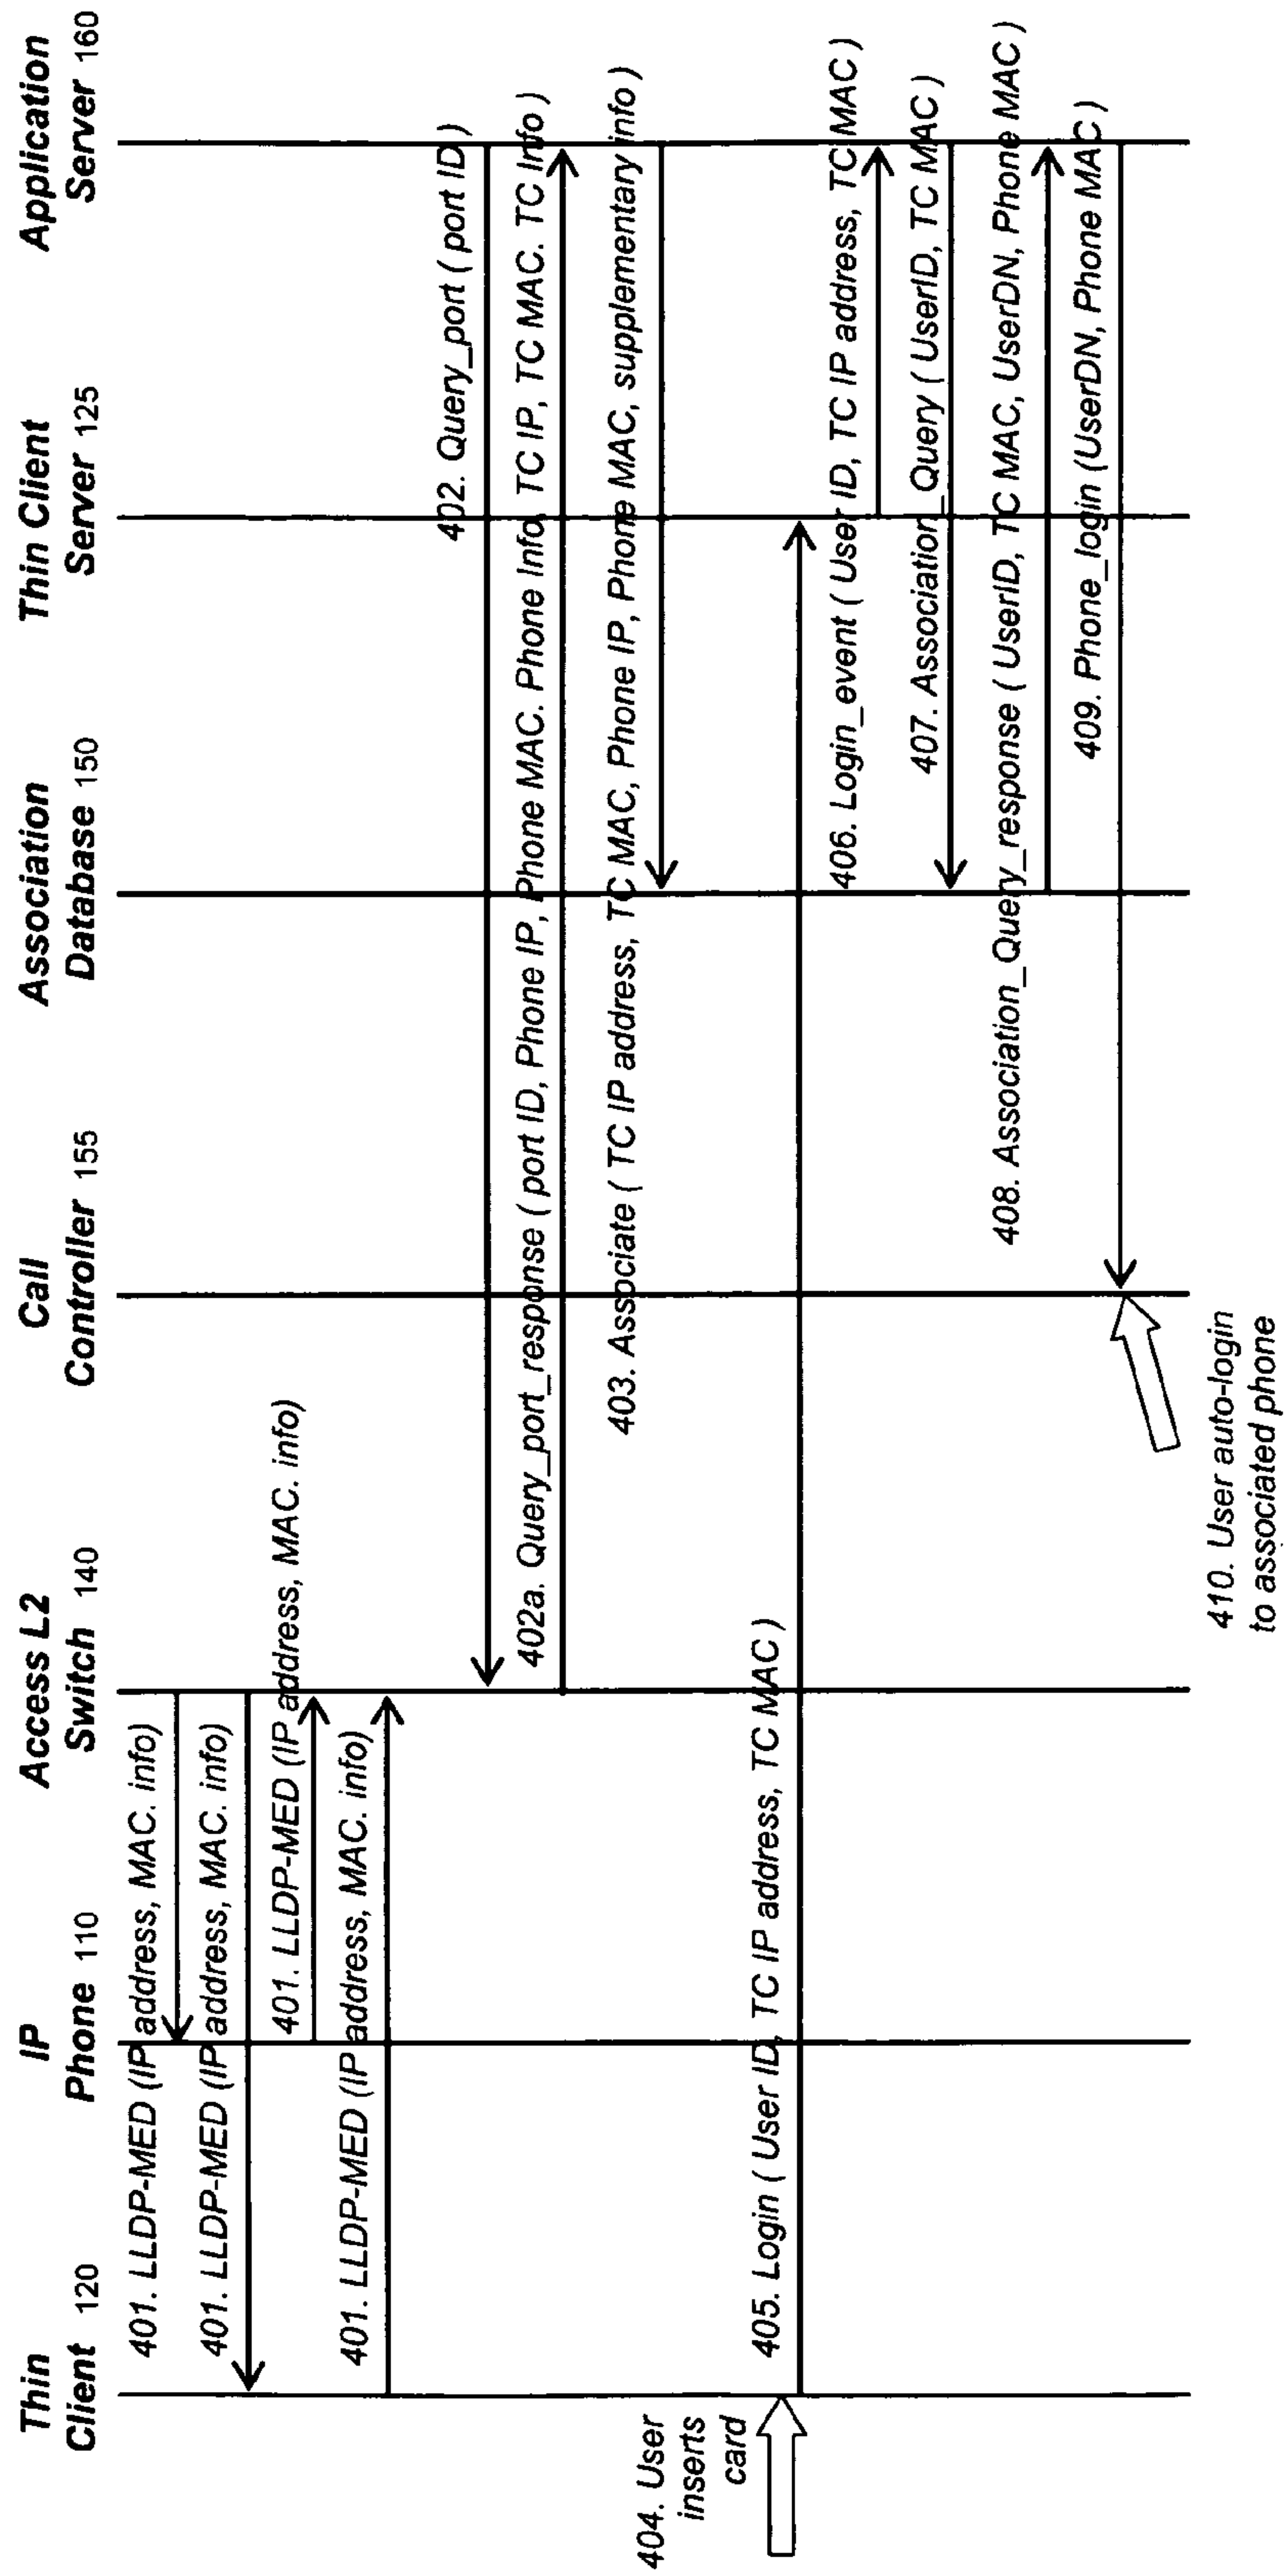 Thin
Client 120
IP
Phone 110
Access L2
Switch 140
Call
Controller 155
Association
Database 150
Thin Client
Server 125
Application
Server 160
401. LLDP-MED (IP address, MAC. info)
401. LLDP-MED (IP address, MAC. info)
401. LLDP-MED (IP address, MAC. info)
401. LLDP-MED (IP address, MAC. info)
402. Query_port ( port ID )
402a. Query_port_response ( port ID, Phone IP, Phone MAC. Phone Info, TC IP, TC MAC. TC Info )
403. Associate ( TC IP address, TC MAC, Phone IP, Phone MAC, supplementary info )
404. User
inserts
card
405. Login ( User ID, TC IP address, TC MAC )
406. Login_event ( User ID, TC IP address, TC MAC )
407. Association_Query ( UserID, TC MAC )
408. Association_Query_response ( UserID, TC MAC, UserDN, Phone MAC )
409. Phone_login (UserDN, Phone MAC )
410. User auto-login
to associated phone